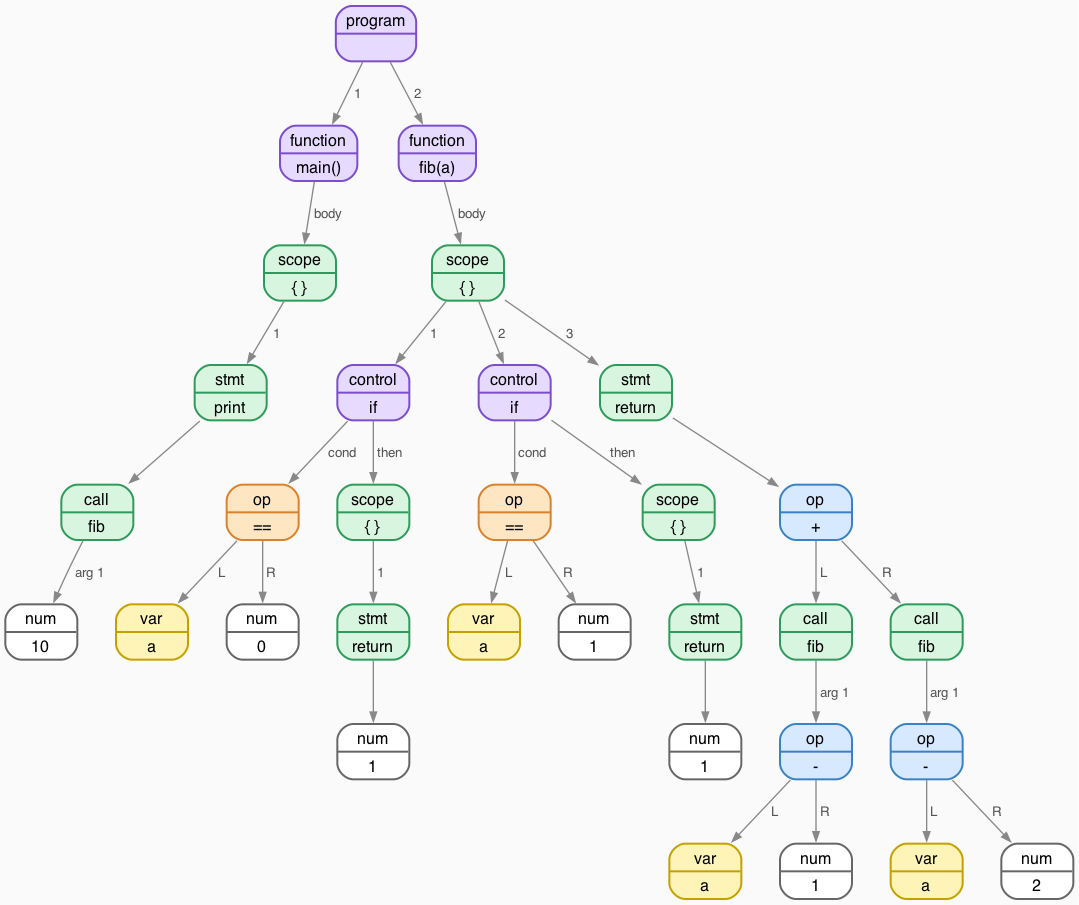 program
1
2
function
main()
function
fib(a)
body
body
scope
{ }
scope
{ }
1
1
2
3
stmt
print
control
if
control
if
stmt
return
cond
then
cond
then
call
fib
op
==
scope
{ }
op
==
scope
{ }
op
+
arg 1
L
R
1
L
R
1
L
R
num
10
var
a
num
0
stmt
return
var
a
num
1
stmt
return
call
fib
call
fib
arg 1
arg 1
num
1
num
1
op
-
op
-
L
R
L
R
var
a
num
1
var
a
num
2